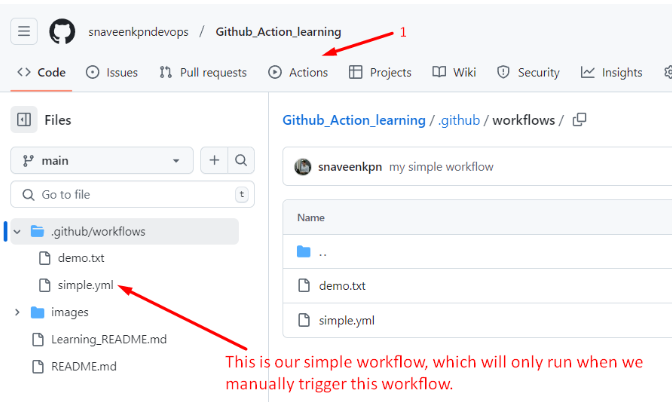 snaveenkpndevops / Github_Action_learning
1
Code Issues Pull requests Actions Projects Wiki Security Insights
Files
main
Go to file t
.github/workflows
demo.txt
simple.yml
images
Learning_README.md
README.md
Github_Action_learning / .github / workflows /
snaveenkpn my simple workflow
Name
..
demo.txt
simple.yml
This is our simple workflow, which will only run when we
manually trigger this workflow.